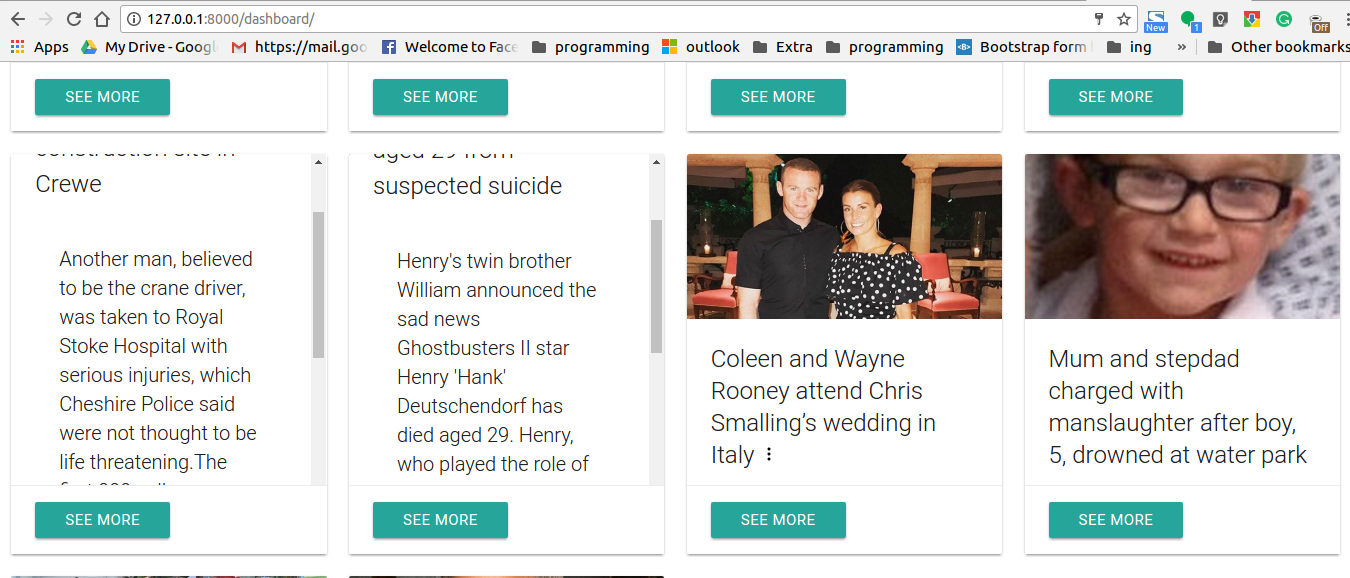 127.0.0.1:8000/dashboard/
New
1
Off
Apps
My Drive - Googl
https://mail.goo
Welcome to Face
programming
outlook
Extra
programming
Bootstrap form
ing
»
Other bookmarks
SEE MORE
SEE MORE
SEE MORE
SEE MORE
construction site in
Crewe
Another man, believed
to be the crane driver,
was taken to Royal
Stoke Hospital with
serious injuries, which
Cheshire Police said
were not thought to be
life threatening.The
SEE MORE
aged 29 from
suspected suicide
Henry's twin brother
William announced the
sad news
Ghostbusters II star
Henry 'Hank'
Deutschendorf has
died aged 29. Henry,
who played the role of
SEE MORE
Coleen and Wayne
Rooney attend Chris
Smalling’s wedding in
Italy
SEE MORE
Mum and stepdad
charged with
manslaughter after boy,
5, drowned at water park
SEE MORE